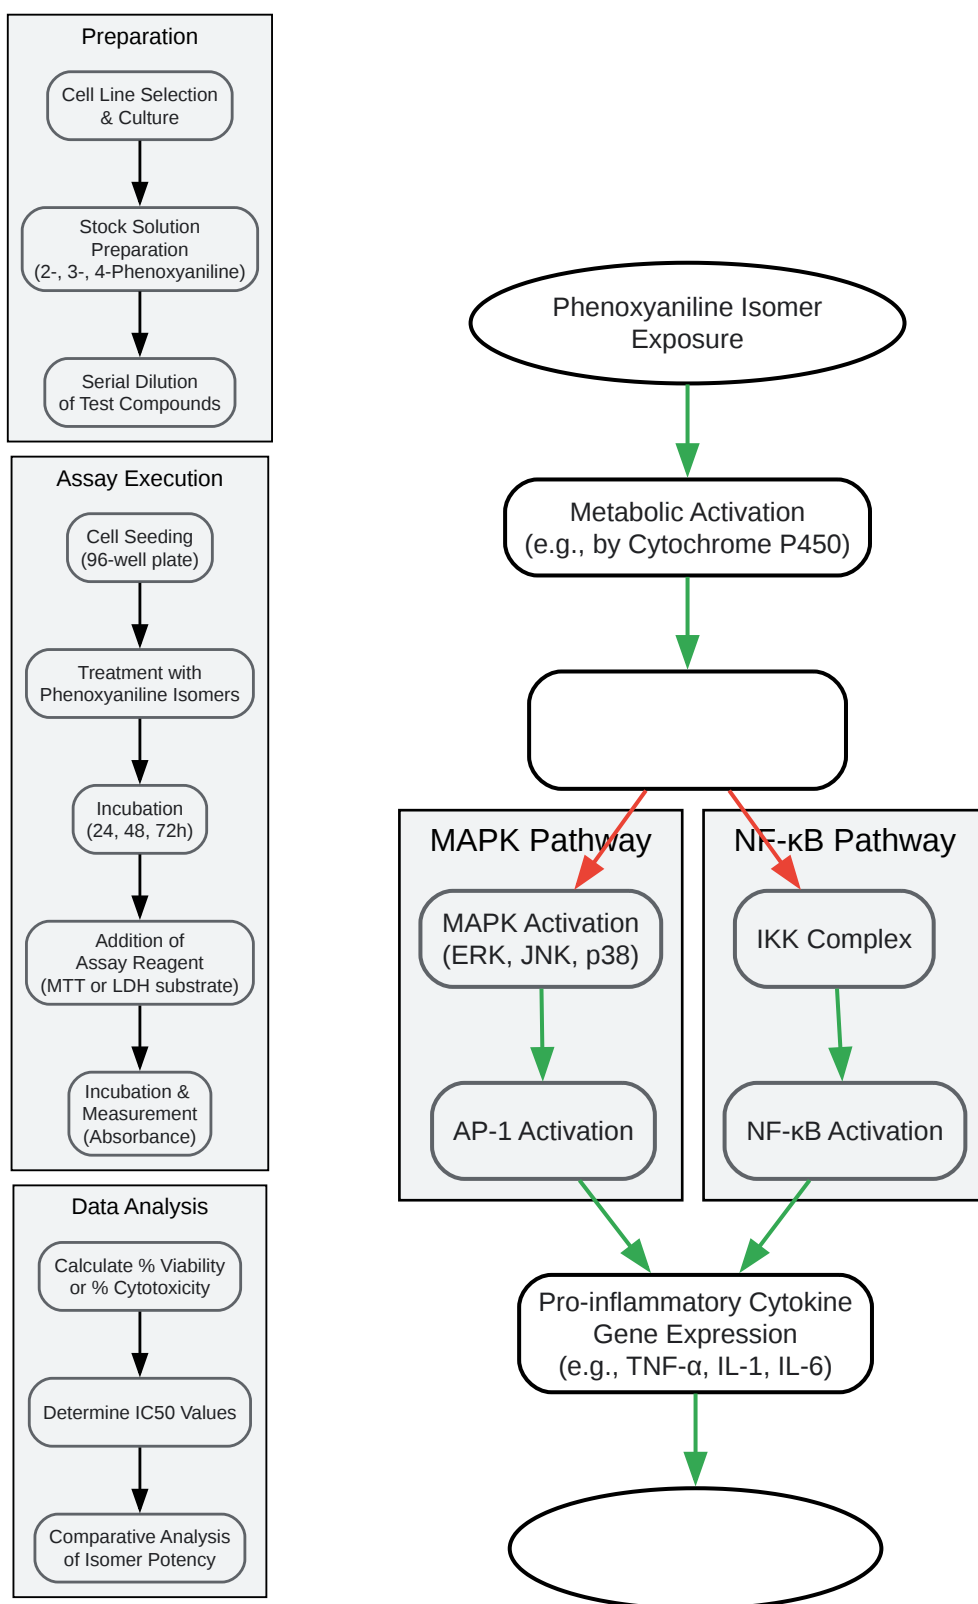 Preparation
Cell Line Selection
& Culture
Stock Solution
Preparation
(2-, 3-, 4-Phenoxyaniline)
Serial Dilution
of Test Compounds
Assay Execution
Cell Seeding
(96-well plate)
Treatment with
Phenoxyaniline Isomers
Incubation
(24, 48, 72h)
Addition of
Assay Reagent
(MTT or LDH substrate)
Incubation &
Measurement
(Absorbance)
Data Analysis
Calculate % Viability
or % Cytotoxicity
Determine IC50 Values
Comparative Analysis
of Isomer Potency
Phenoxyaniline Isomer
Exposure
Metabolic Activation
(e.g., by Cytochrome P450)
MAPK Pathway
MAPK Activation
(ERK, JNK, p38)
AP-1 Activation
NF-κB Pathway
IKK Complex
NF-κB Activation
Pro-inflammatory Cytokine
Gene Expression
(e.g., TNF-α, IL-1, IL-6)